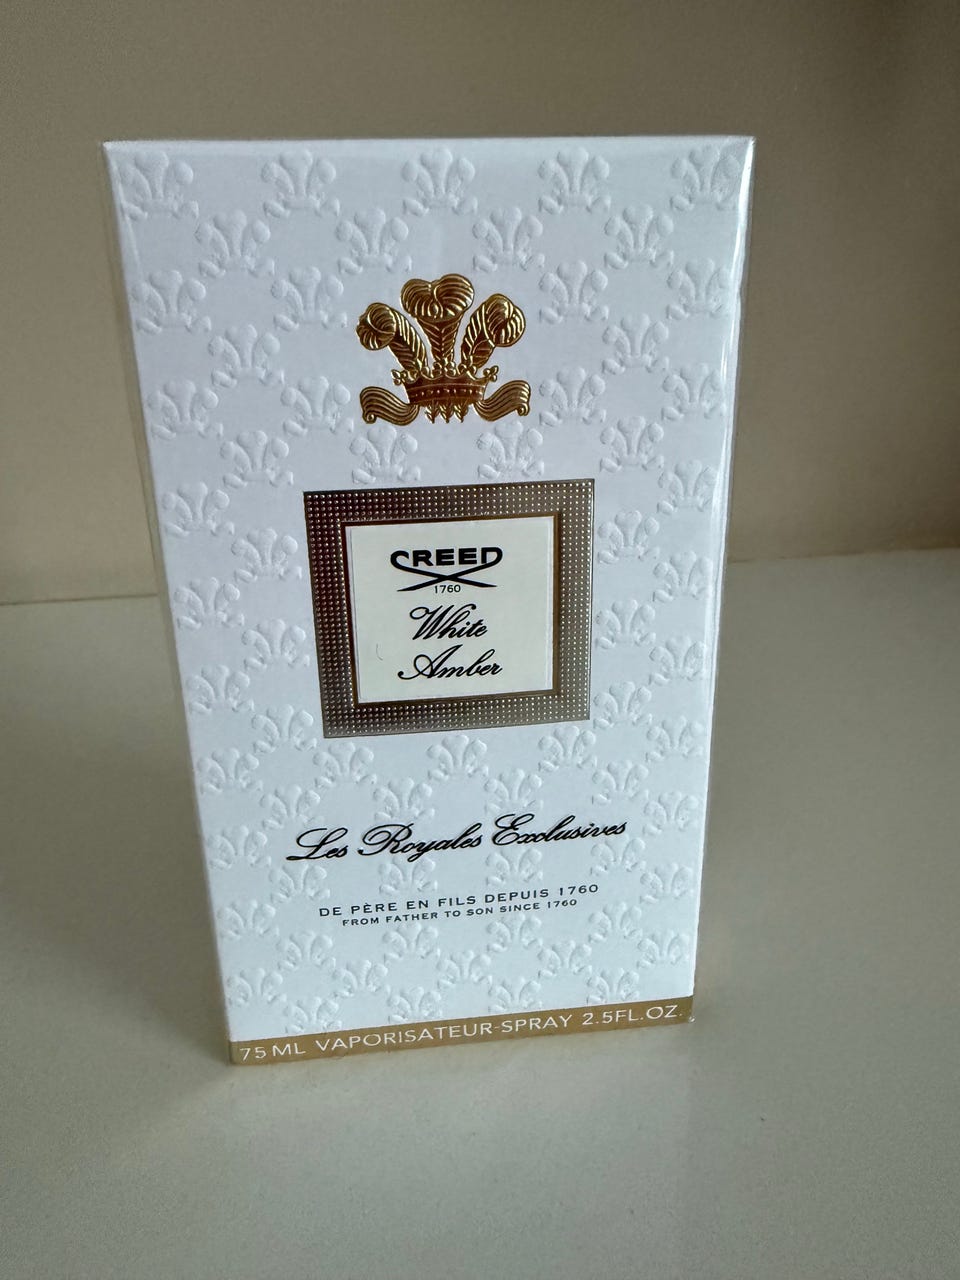 CREED
1760
White
Amber
Les Royales Exclusives
DE PÈRE EN FILS DEPUIS 1760
FROM FATHER TO SON SINCE 1760
75 ML VAPORISATEUR-SPRAY 2.5FL.OZ.